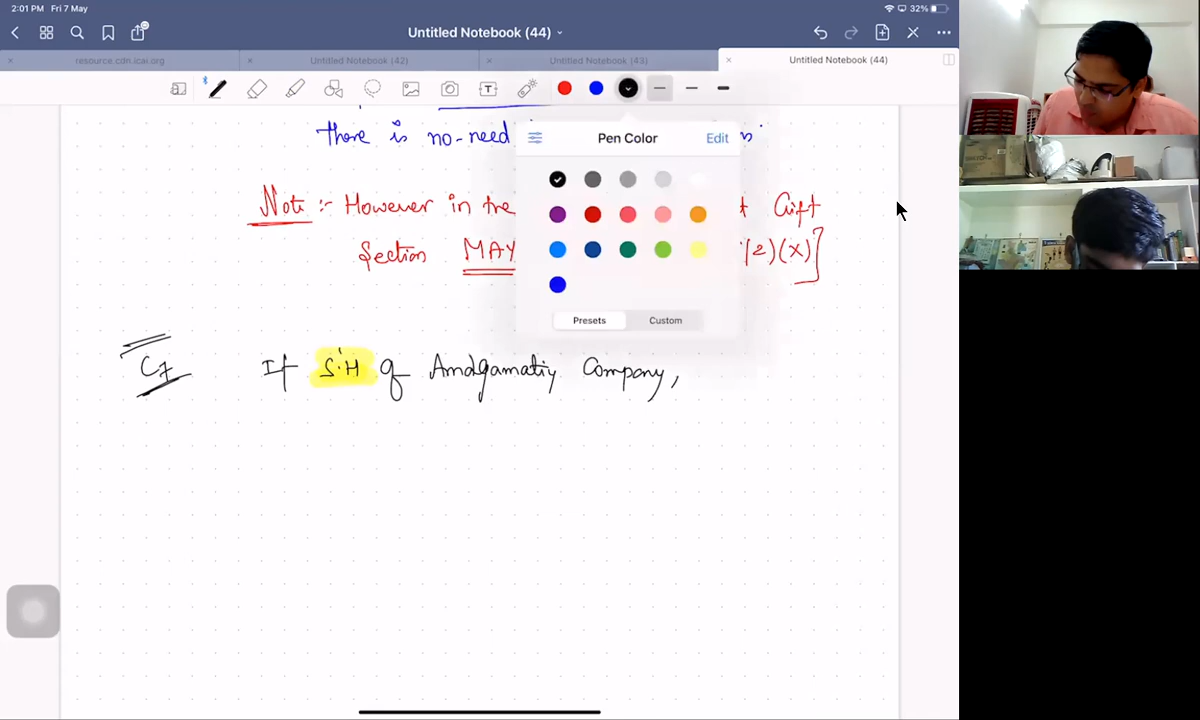 2:01 PM Fri 7 May
32%
Untitled Notebook (44)
resource.cdn.icai.org
Untitled Notebook (42)
Untitled Notebook (43)
Untitled Notebook (44)
there is no-need
Pen Color
Edit
Note :- However in the Gift
Section MAY (2)(x)]
Presets
Custom
C7 If S.H of Amalgamatiy Company,